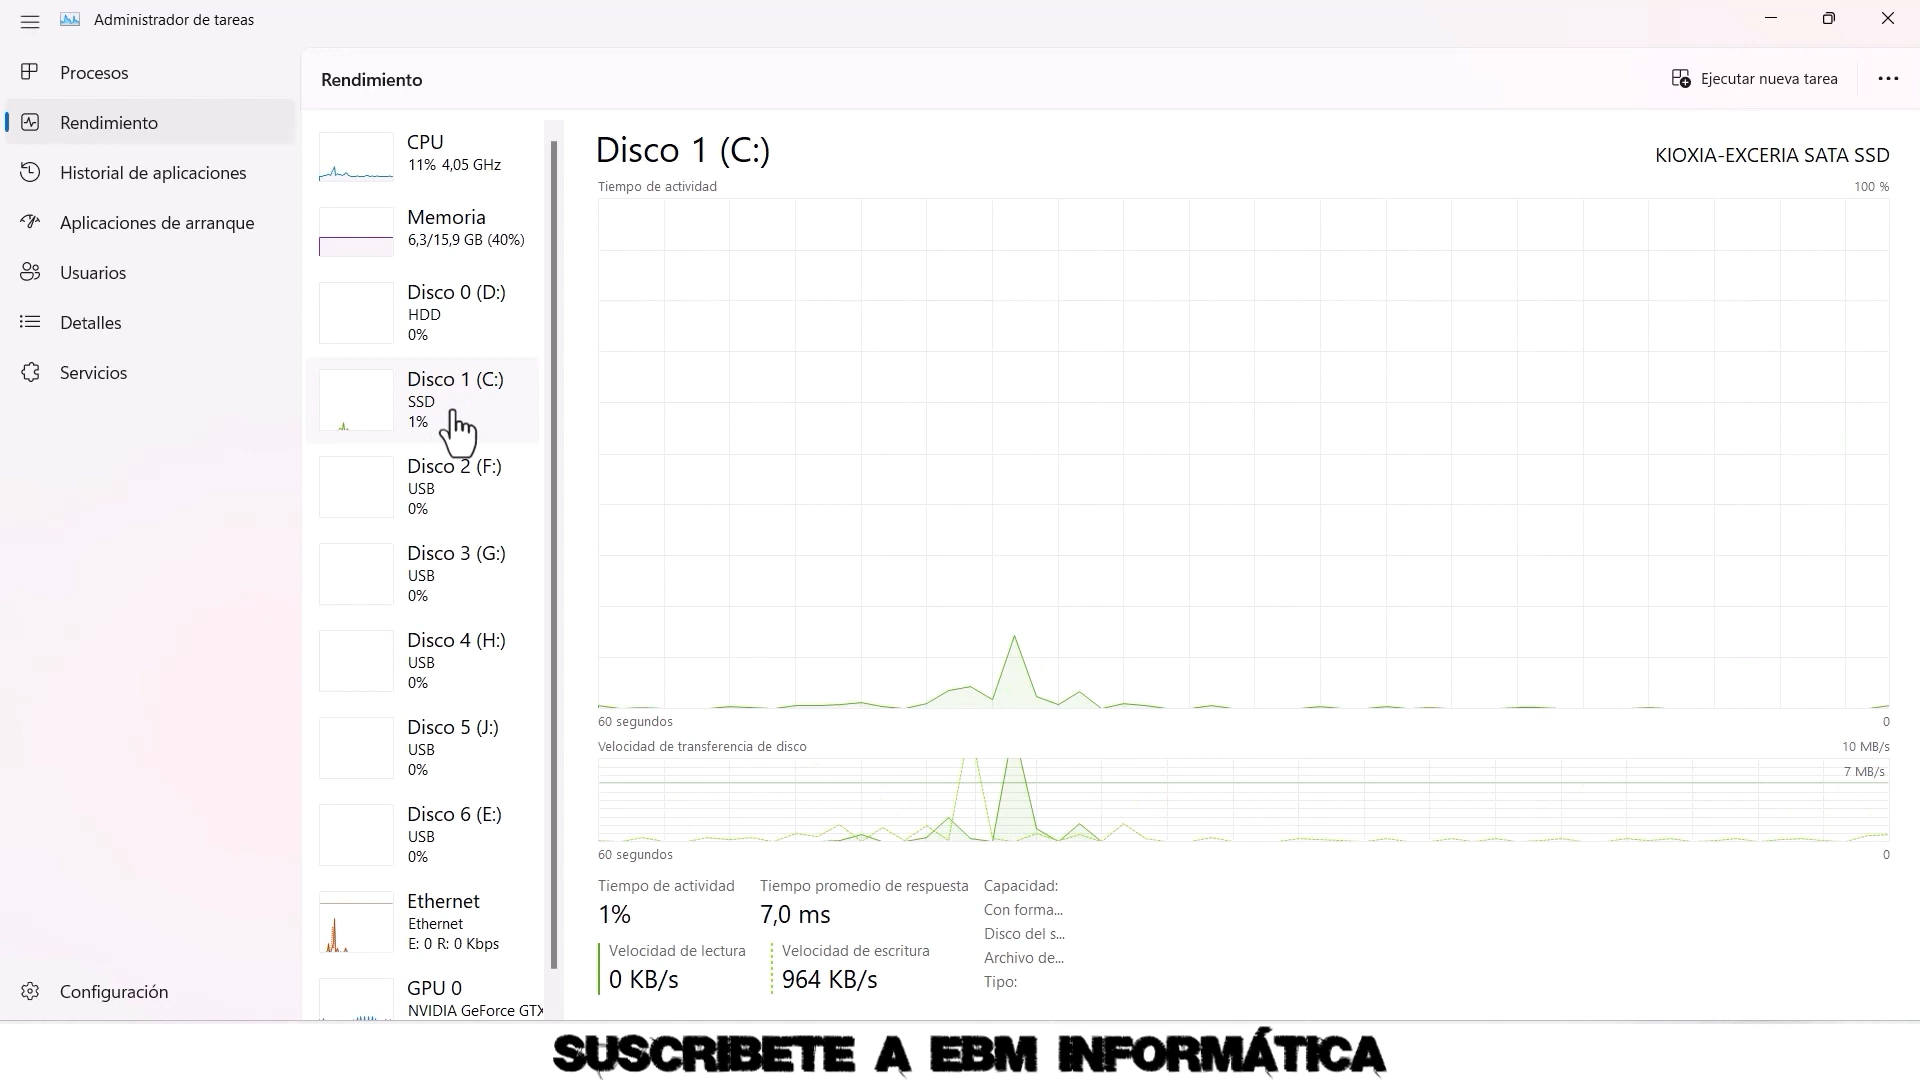 Administrador de tareas
Procesos
Rendimiento
Historial de aplicaciones
Aplicaciones de arranque
Usuarios
Detalles
Servicios
Configuración
Rendimiento
Ejecutar nueva tarea
CPU
11% 4,05 GHz
Memoria
6,3/15,9 GB (40%)
Disco 0 (D:)
HDD
0%
Disco 1 (C:)
SSD
1%
Disco 2 (F:)
USB
0%
Disco 3 (G:)
USB
0%
Disco 4 (H:)
USB
0%
Disco 5 (J:)
USB
0%
Disco 6 (E:)
USB
0%
Ethernet
Ethernet
E: 0 R: 0 Kbps
GPU 0
NVIDIA GeForce GTX
Disco 1 (C:)
KIOXIA-EXCERIA SATA SSD
Tiempo de actividad
100 %
60 segundos
0
Velocidad de transferencia de disco
10 MB/s
7 MB/s
60 segundos
0
Tiempo de actividad
1%
Tiempo promedio de respuesta
7,0 ms
Velocidad de lectura
0 KB/s
Velocidad de escritura
964 KB/s
Capacidad:
Con forma...
Disco del s...
Archivo de...
Tipo:
SUSCRIBETE A EBM INFORMÁTICA